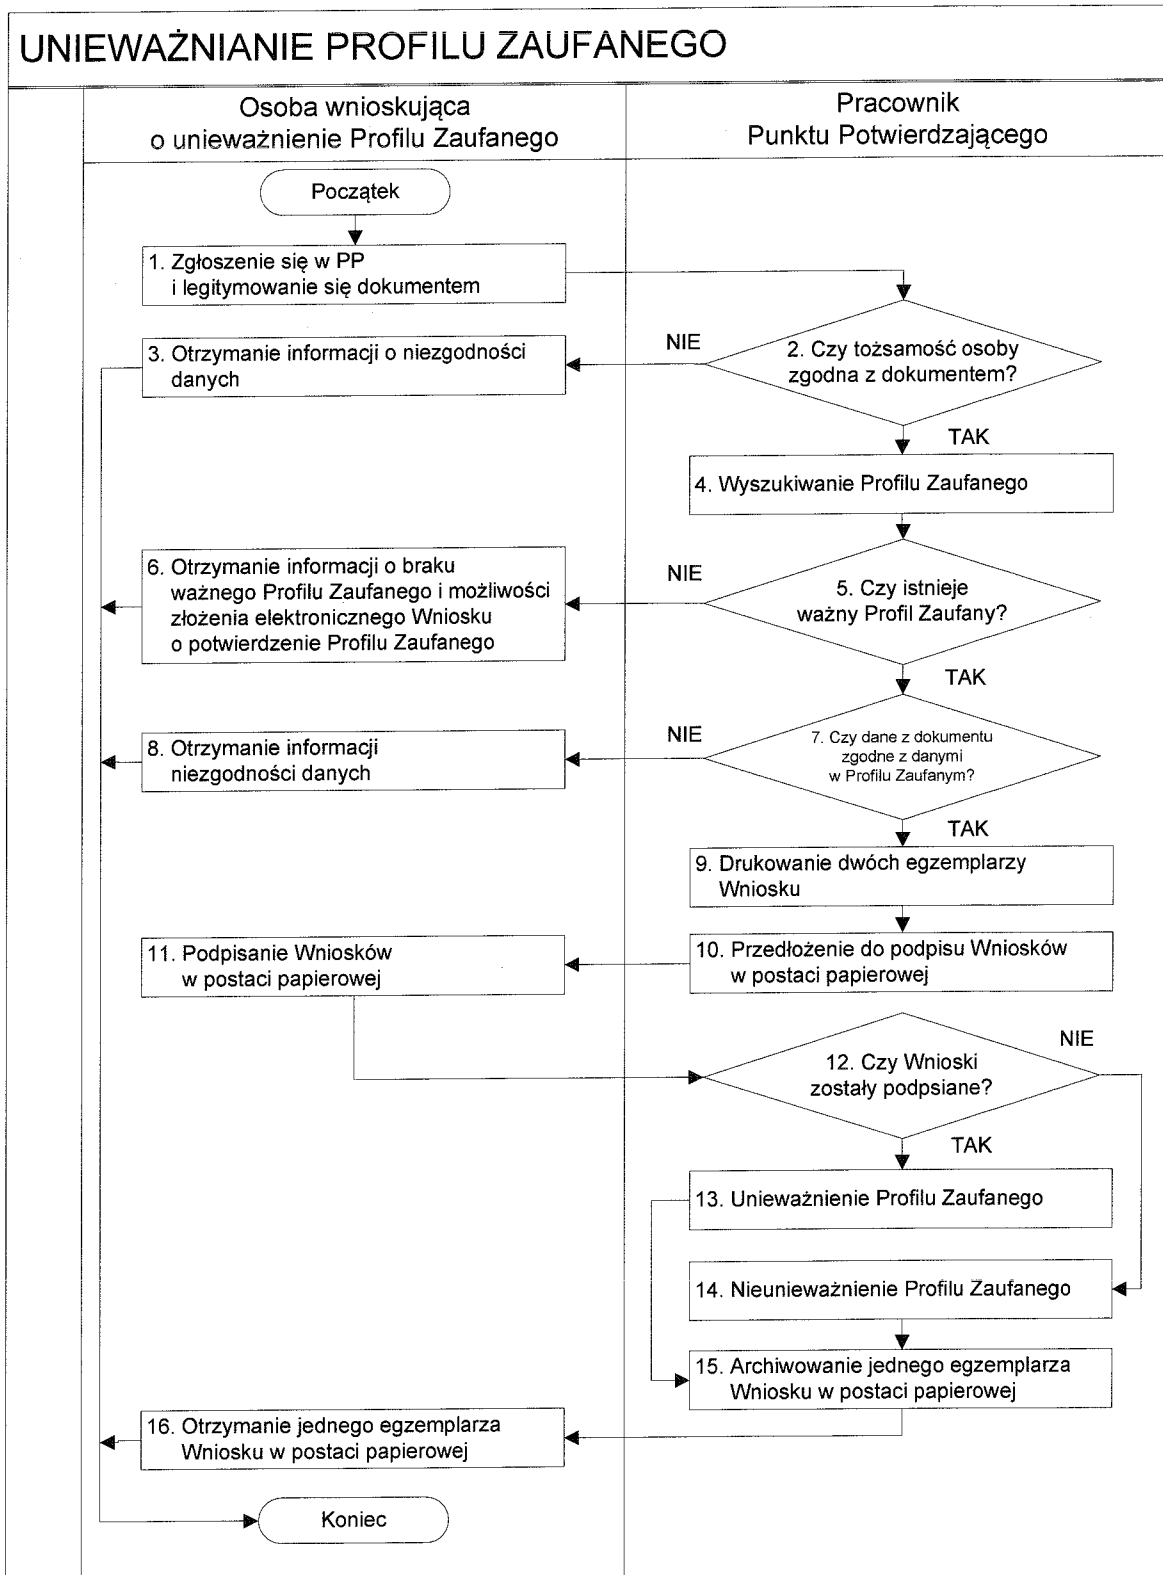 UNIEWAŻNIANIE PROFILU ZAUFANEGO
Osoba wnioskująca
o unieważnienie Profilu Zaufanego
Pracownik
Punktu Potwierdzającego
Początek
1. Zgłoszenie się w PP
i legitymowanie się dokumentem
2. Czy tożsamość osoby
zgodna z dokumentem?
NIE
3. Otrzymanie informacji o niezgodności
danych
TAK
4. Wyszukiwanie Profilu Zaufanego
5. Czy istnieje
ważny Profil Zaufany?
NIE
6. Otrzymanie informacji o braku
ważnego Profilu Zaufanego i możliwości
złożenia elektronicznego Wniosku
o potwierdzenie Profilu Zaufanego
TAK
7. Czy dane z dokumentu
zgodne z danymi
w Profilu Zaufanym?
NIE
8. Otrzymanie informacji
niezgodności danych
TAK
9. Drukowanie dwóch egzemplarzy
Wniosku
10. Przedłożenie do podpisu Wniosków
w postaci papierowej
11. Podpisanie Wniosków
w postaci papierowej
12. Czy Wnioski
zostały podpsiane?
NIE
TAK
13. Unieważnienie Profilu Zaufanego
14. Nieunieważnienie Profilu Zaufanego
15. Archiwowanie jednego egzemplarza
Wniosku w postaci papierowej
16. Otrzymanie jednego egzemplarza
Wniosku w postaci papierowej
Koniec